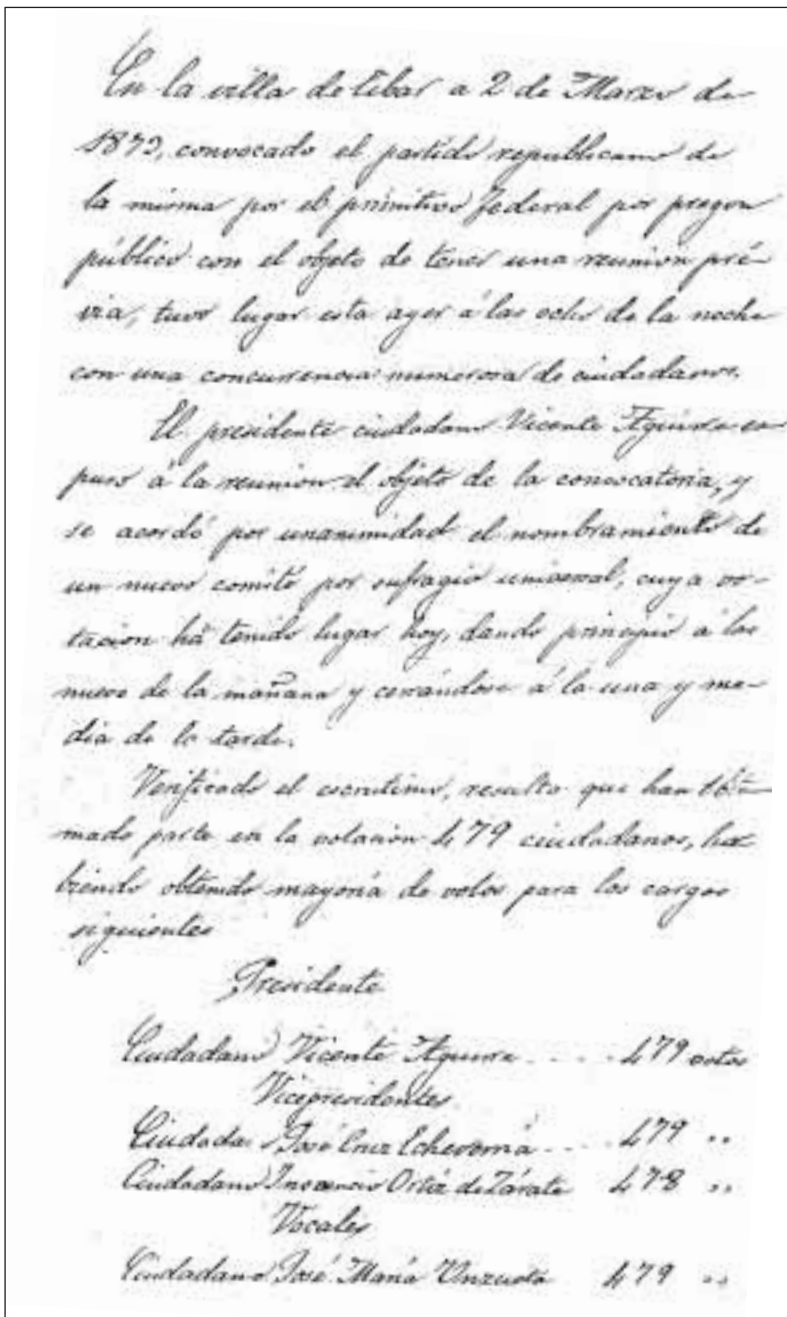 En la villa de Eibar a 2 de Marzo de
1873, convocado el partido republicano de
la misma por el primitivo federal por pregon
público con el objeto de tener una reunion pré-
via, tuvo lugar esta ayer á las ocho de la noche
con una concurrencia numerosa de ciudadanos.
El presidente ciudadano Vicente Aguirre es
puso á la reunion el objeto de la convocatoria, y
se acordó por unanimidad el nombramiento de
un nuevo comité por sufragio universal, cuya vo-
tacion há tenido lugar hoy, dando principio á las
nueve de la mañana y cerrándose á la una y me-
dia de la tarde.
Verificado el escrutinio, resulta que han to-
mado parte en la votacion 479 ciudadanos, ha
biendo obtenido mayoría de votos para los cargos
siguientes
Presidente
Ciudadano Vicente Aguirre .... 479 votos
Vicepresidentes
Ciudada José Cruz Echeverria ... 479 "
Ciudadano Inocencio Ortiz de Zárate 478 "
Vocales
Ciudadano José Maria Unzueta 479 "